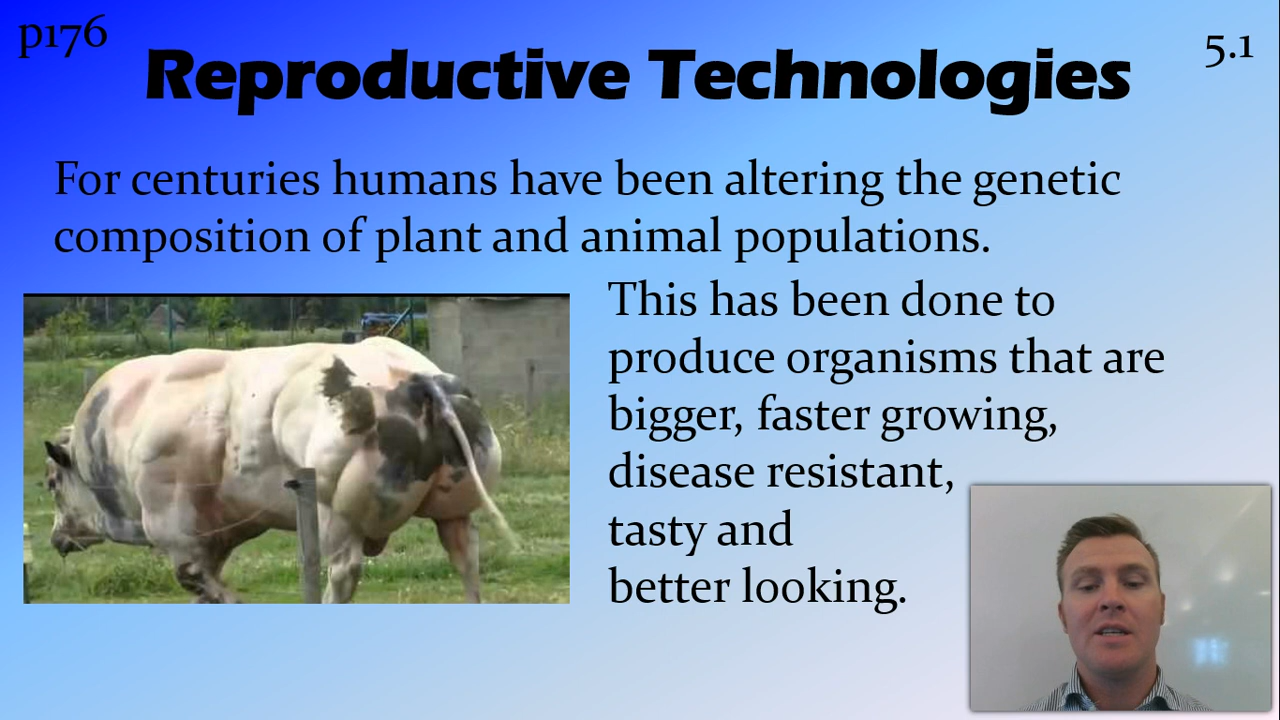 p176
5.1
Reproductive Technologies
For centuries humans have been altering the genetic
composition of plant and animal populations.
This has been done to
produce organisms that are
bigger, faster growing,
disease resistant,
tasty and
better looking.